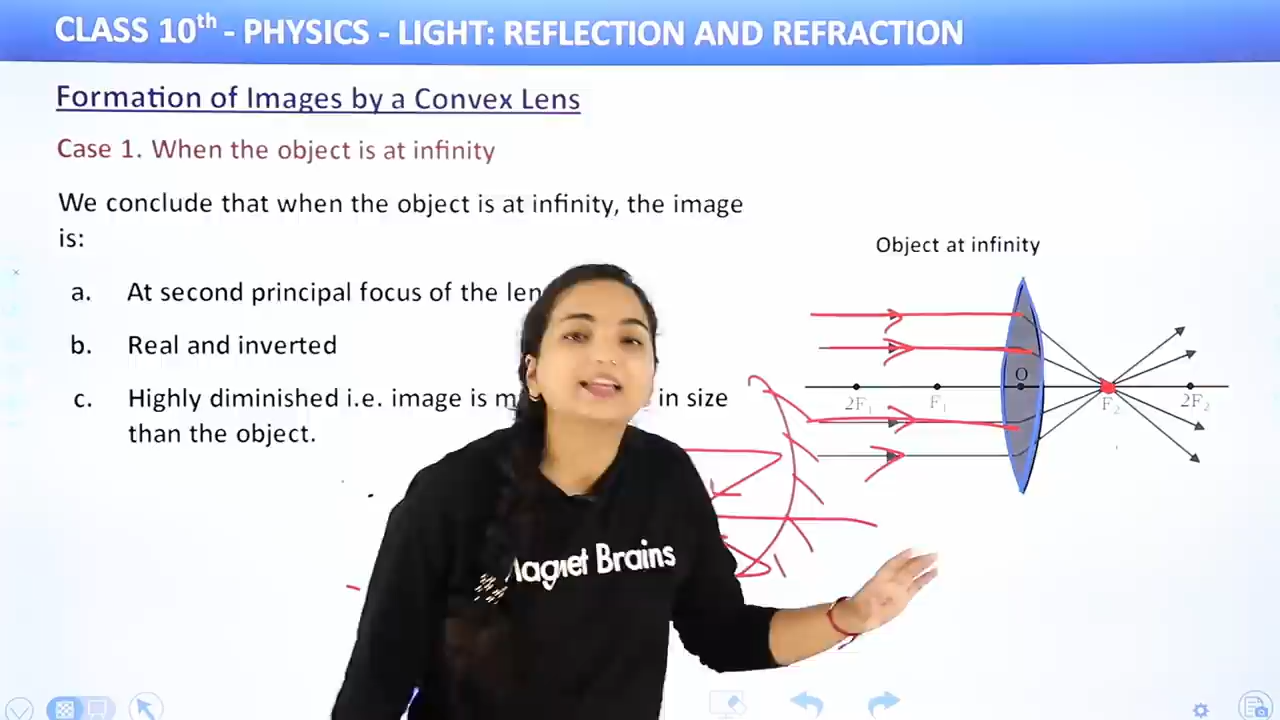 CLASS 10th - PHYSICS - LIGHT: REFLECTION AND REFRACTION
Formation of Images by a Convex Lens
Case 1. When the object is at infinity
We conclude that when the object is at infinity, the image
is:
a. At second principal focus of the
b. Real and inverted
c. Highly diminished i.e. image is in size
than the object.
Object at infinity
O
2F₁ F₁ F₂ 2F₂
Magnet Brains